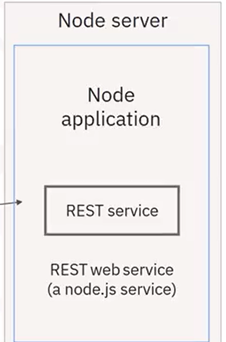 Node server
Node
application
REST service
REST web service
(a node.js service)